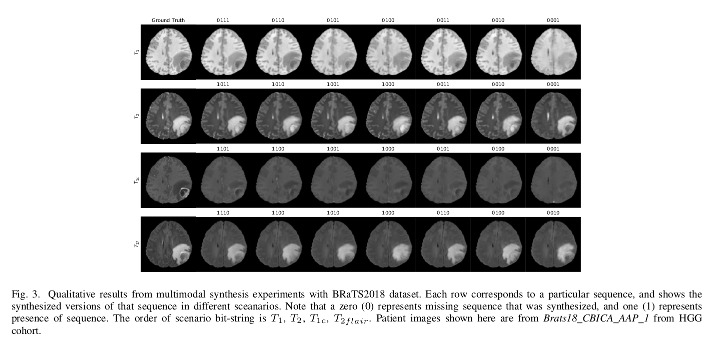 Ground Truth 0111 0110 0101 0100 0011 0010 0001
T₁
1011 1010 1001 1000 0011 0010 0001
T₂
1101 1100 1001 1000 0101 0100 0001
1110 1100 1010 1000 0110 0100 0010
Fig. 3. Qualitative results from multimodal synthesis experiments with BRaTS2018 dataset. Each row corresponds to a particular sequence, and shows the
synthesized versions of that sequence in different sceanarios. Note that a zero (0) represents missing sequence that was synthesized, and one (1) represents
presence of sequence. The order of scenario bit-string is T₁, T₂, T₁c, T₂flair. Patient images shown here are from Brats18_CBICA_AAP_1 from HGG
cohort.